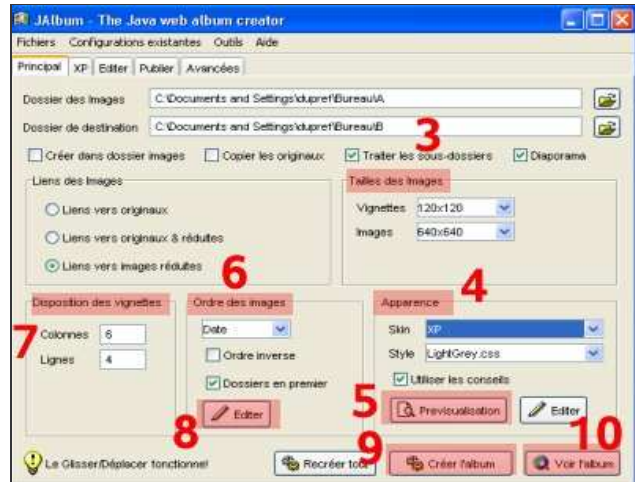 JAlbum - The Java web album creator
Fichiers Configurations existantes Outils Aide
Principal XP Editer Publier Avancées
Dossier des images C:\Documents and Settings\dupref\Bureau\A
Dossier de destination C:\Documents and Settings\dupref\Bureau\B
3
Créer dans dossier images Copier les originaux Traiter les sous-dossiers Diaporama
Liens des Images
Liens vers originaux
Liens vers originaux & réduites
Liens vers images réduites
Tailles des Images
Vignettes 120x120
Images 640x640
6
4
Disposition des vignettes
7
Colonnes 6
Lignes 4
Ordre des images
Date
Ordre inverse
Dossiers en premier
Editer
8
Apparence
Skin XP
Style LightGrey.css
Utiliser les conseils
5
Previsualisation Editer
9
10
Le Glisser/Déplacer fonctionne! Recréer tout Créer l'album Voir l'album